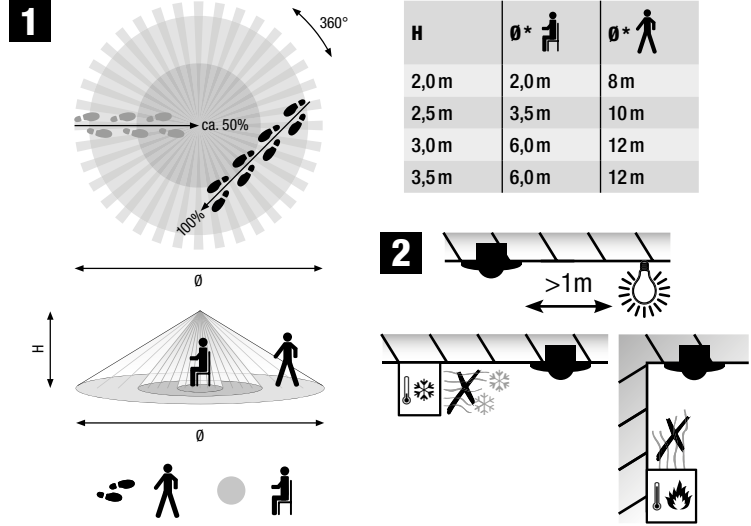 1
360°
ca. 50%
100%
Ø
H
Ø
H Ø* Ø*
2,0 m 2,0 m 8 m
2,5 m 3,5 m 10 m
3,0 m 6,0 m 12 m
3,5 m 6,0 m 12 m
2
>1m